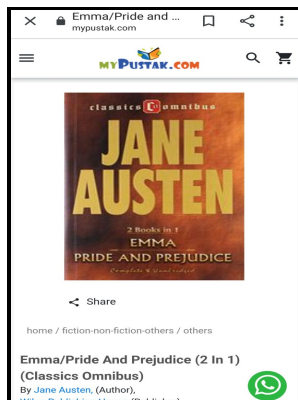 Emma/Pride and ...
mypustak.com
MYPUSTAK.COM
classics C omnibus
JANE
AUSTEN
2 Books in 1
EMMA
PRIDE AND PREJUDICE
Complete & Unabridged
Share
home / fiction-non-fiction-others / others
Emma/Pride And Prejudice (2 In 1)
(Classics Omnibus)
By Jane Austen, (Author),